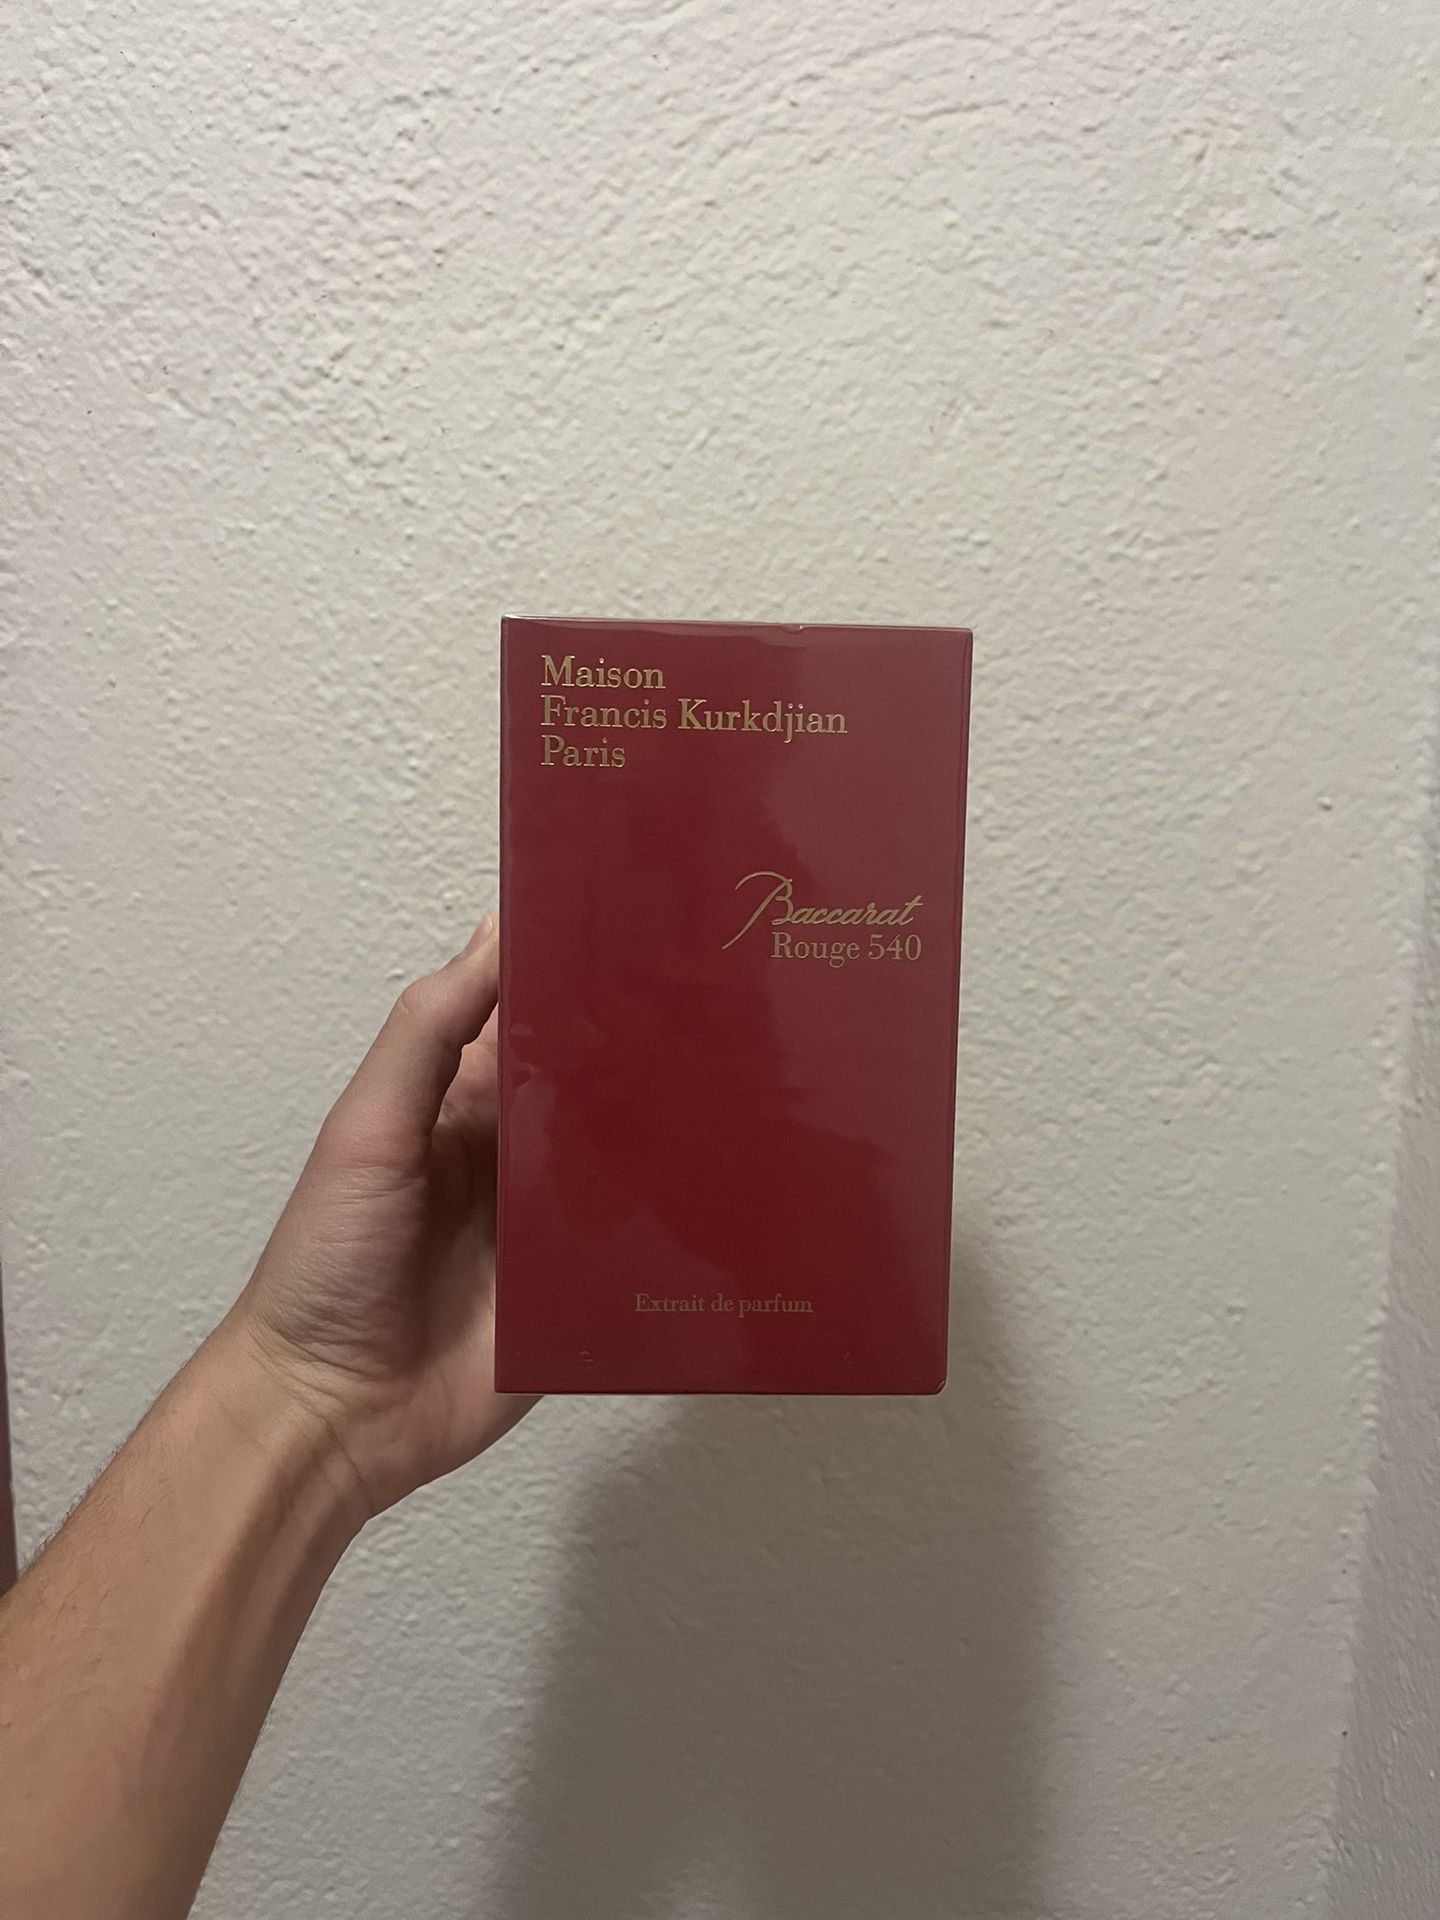 Maison
Francis Kurkdjian
Paris
Baccarat
Rouge 540
Extrait de parfum